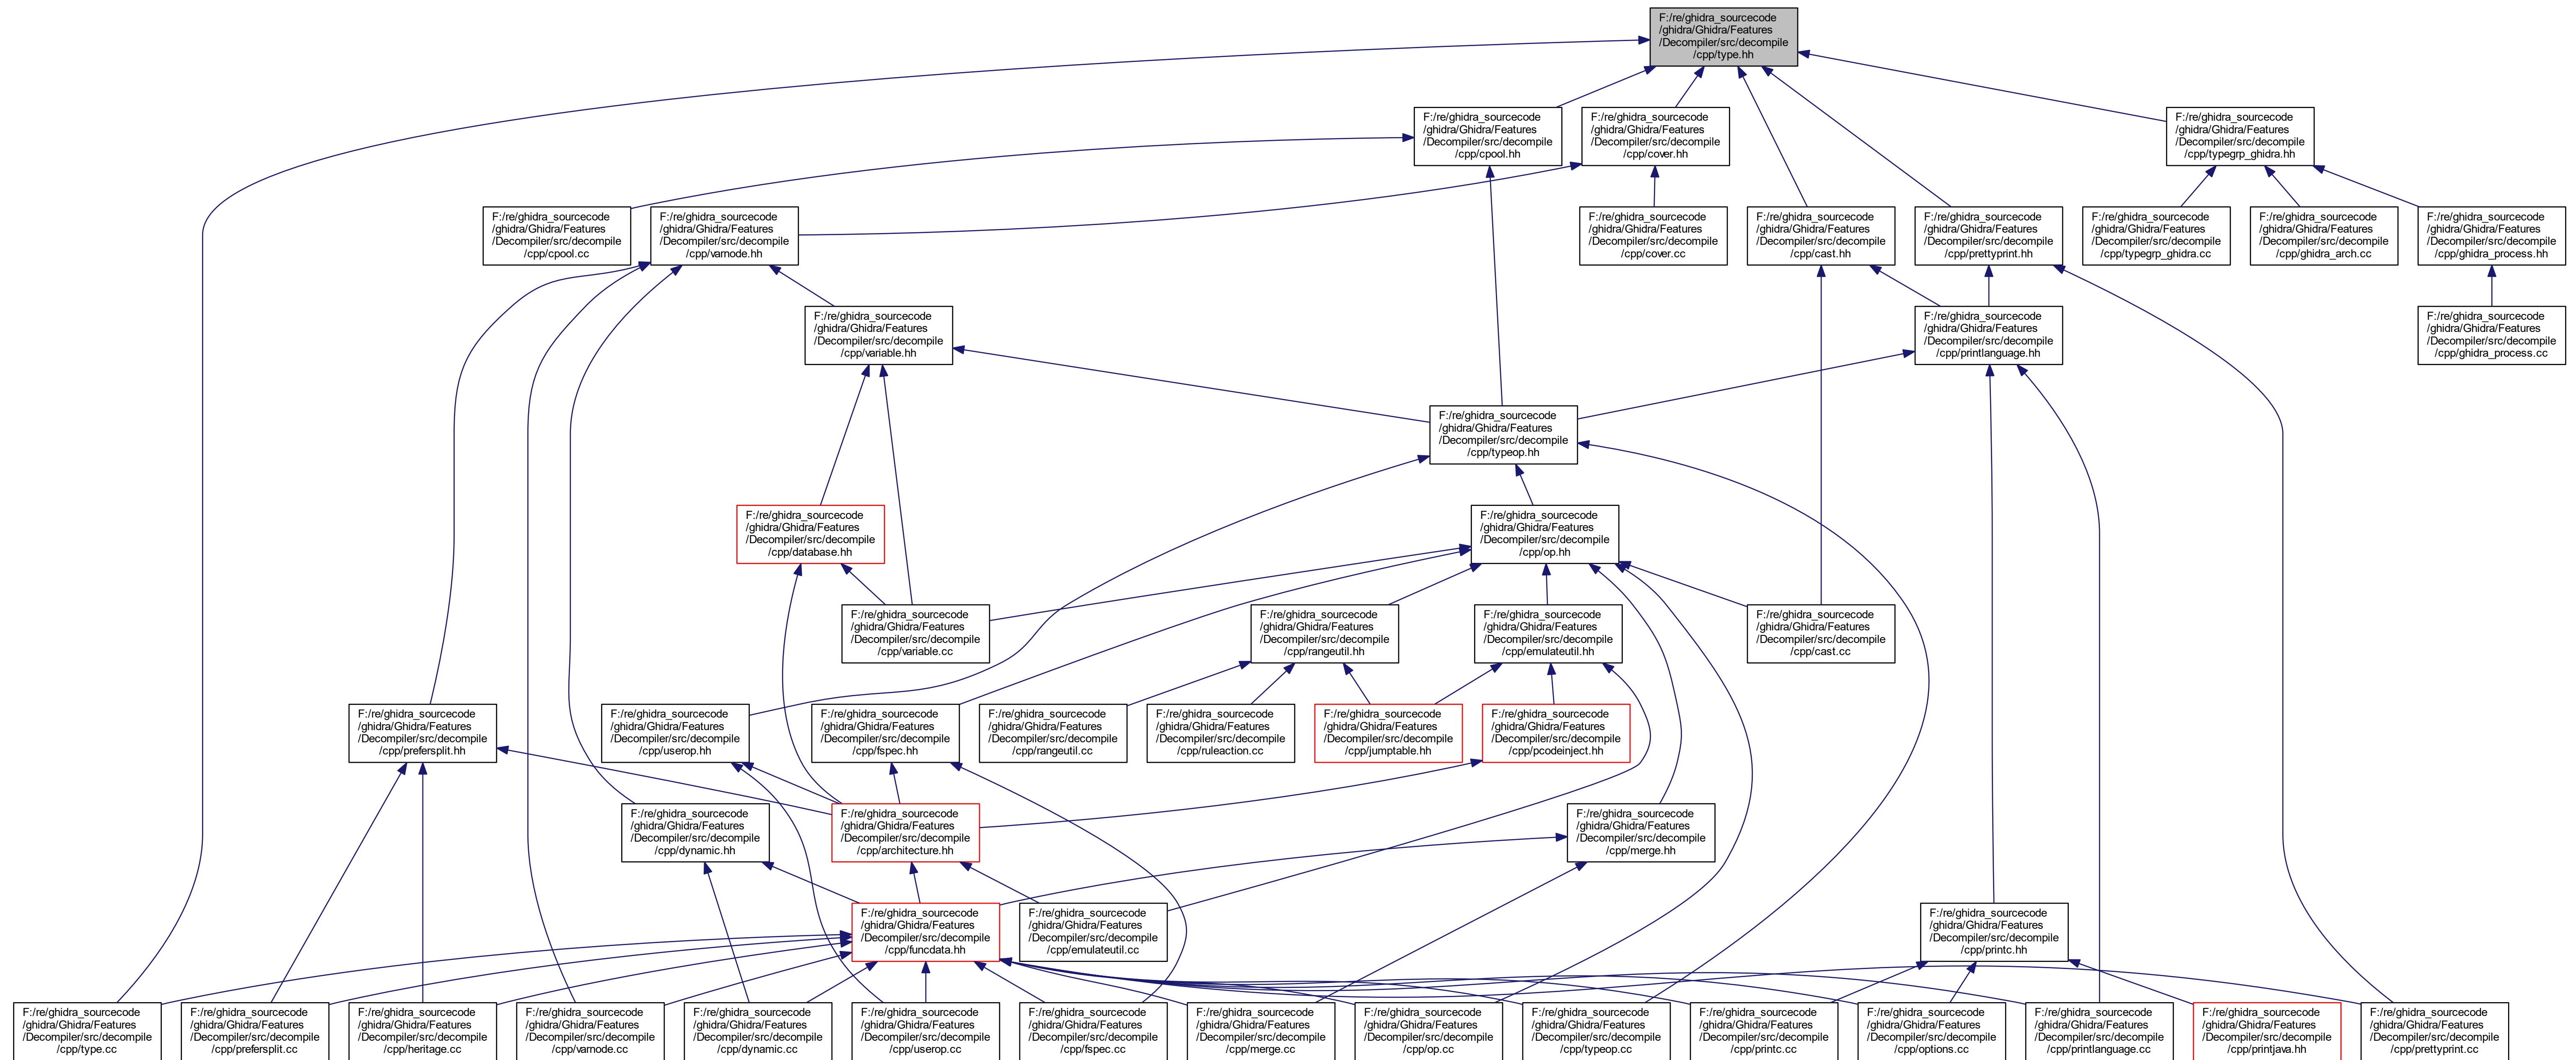 F:/re/ghidra_sourcecode
/ghidra/Ghidra/Features
/Decompiler/src/decompile
/cpp/type.hh
F:/re/ghidra_sourcecode
/ghidra/Ghidra/Features
/Decompiler/src/decompile
/cpp/cpool.hh
F:/re/ghidra_sourcecode
/ghidra/Ghidra/Features
/Decompiler/src/decompile
/cpp/cover.hh
F:/re/ghidra_sourcecode
/ghidra/Ghidra/Features
/Decompiler/src/decompile
/cpp/typegrp_ghidra.hh
F:/re/ghidra_sourcecode
/ghidra/Ghidra/Features
/Decompiler/src/decompile
/cpp/cpool.cc
F:/re/ghidra_sourcecode
/ghidra/Ghidra/Features
/Decompiler/src/decompile
/cpp/varnode.hh
F:/re/ghidra_sourcecode
/ghidra/Ghidra/Features
/Decompiler/src/decompile
/cpp/cover.cc
F:/re/ghidra_sourcecode
/ghidra/Ghidra/Features
/Decompiler/src/decompile
/cpp/cast.hh
F:/re/ghidra_sourcecode
/ghidra/Ghidra/Features
/Decompiler/src/decompile
/cpp/prettyprint.hh
F:/re/ghidra_sourcecode
/ghidra/Ghidra/Features
/Decompiler/src/decompile
/cpp/typegrp_ghidra.cc
F:/re/ghidra_sourcecode
/ghidra/Ghidra/Features
/Decompiler/src/decompile
/cpp/ghidra_arch.cc
F:/re/ghidra_sourcecode
/ghidra/Ghidra/Features
/Decompiler/src/decompile
/cpp/ghidra_process.hh
F:/re/ghidra_sourcecode
/ghidra/Ghidra/Features
/Decompiler/src/decompile
/cpp/variable.hh
F:/re/ghidra_sourcecode
/ghidra/Ghidra/Features
/Decompiler/src/decompile
/cpp/printlanguage.hh
F:/re/ghidra_sourcecode
/ghidra/Ghidra/Features
/Decompiler/src/decompile
/cpp/ghidra_process.cc
F:/re/ghidra_sourcecode
/ghidra/Ghidra/Features
/Decompiler/src/decompile
/cpp/typeop.hh
F:/re/ghidra_sourcecode
/ghidra/Ghidra/Features
/Decompiler/src/decompile
/cpp/database.hh
F:/re/ghidra_sourcecode
/ghidra/Ghidra/Features
/Decompiler/src/decompile
/cpp/op.hh
F:/re/ghidra_sourcecode
/ghidra/Ghidra/Features
/Decompiler/src/decompile
/cpp/variable.cc
F:/re/ghidra_sourcecode
/ghidra/Ghidra/Features
/Decompiler/src/decompile
/cpp/rangeutil.hh
F:/re/ghidra_sourcecode
/ghidra/Ghidra/Features
/Decompiler/src/decompile
/cpp/emulateutil.hh
F:/re/ghidra_sourcecode
/ghidra/Ghidra/Features
/Decompiler/src/decompile
/cpp/cast.cc
F:/re/ghidra_sourcecode
/ghidra/Ghidra/Features
/Decompiler/src/decompile
/cpp/prefersplit.hh
F:/re/ghidra_sourcecode
/ghidra/Ghidra/Features
/Decompiler/src/decompile
/cpp/userop.hh
F:/re/ghidra_sourcecode
/ghidra/Ghidra/Features
/Decompiler/src/decompile
/cpp/fspec.hh
F:/re/ghidra_sourcecode
/ghidra/Ghidra/Features
/Decompiler/src/decompile
/cpp/rangeutil.cc
F:/re/ghidra_sourcecode
/ghidra/Ghidra/Features
/Decompiler/src/decompile
/cpp/ruleaction.cc
F:/re/ghidra_sourcecode
/ghidra/Ghidra/Features
/Decompiler/src/decompile
/cpp/jumptable.hh
F:/re/ghidra_sourcecode
/ghidra/Ghidra/Features
/Decompiler/src/decompile
/cpp/pcodeinject.hh
F:/re/ghidra_sourcecode
/ghidra/Ghidra/Features
/Decompiler/src/decompile
/cpp/dynamic.hh
F:/re/ghidra_sourcecode
/ghidra/Ghidra/Features
/Decompiler/src/decompile
/cpp/architecture.hh
F:/re/ghidra_sourcecode
/ghidra/Ghidra/Features
/Decompiler/src/decompile
/cpp/merge.hh
F:/re/ghidra_sourcecode
/ghidra/Ghidra/Features
/Decompiler/src/decompile
/cpp/funcdata.hh
F:/re/ghidra_sourcecode
/ghidra/Ghidra/Features
/Decompiler/src/decompile
/cpp/emulateutil.cc
F:/re/ghidra_sourcecode
/ghidra/Ghidra/Features
/Decompiler/src/decompile
/cpp/printc.hh
F:/re/ghidra_sourcecode
/ghidra/Ghidra/Features
/Decompiler/src/decompile
/cpp/type.cc
F:/re/ghidra_sourcecode
/ghidra/Ghidra/Features
/Decompiler/src/decompile
/cpp/prefersplit.cc
F:/re/ghidra_sourcecode
/ghidra/Ghidra/Features
/Decompiler/src/decompile
/cpp/heritage.cc
F:/re/ghidra_sourcecode
/ghidra/Ghidra/Features
/Decompiler/src/decompile
/cpp/varnode.cc
F:/re/ghidra_sourcecode
/ghidra/Ghidra/Features
/Decompiler/src/decompile
/cpp/dynamic.cc
F:/re/ghidra_sourcecode
/ghidra/Ghidra/Features
/Decompiler/src/decompile
/cpp/userop.cc
F:/re/ghidra_sourcecode
/ghidra/Ghidra/Features
/Decompiler/src/decompile
/cpp/fspec.cc
F:/re/ghidra_sourcecode
/ghidra/Ghidra/Features
/Decompiler/src/decompile
/cpp/merge.cc
F:/re/ghidra_sourcecode
/ghidra/Ghidra/Features
/Decompiler/src/decompile
/cpp/op.cc
F:/re/ghidra_sourcecode
/ghidra/Ghidra/Features
/Decompiler/src/decompile
/cpp/typeop.cc
F:/re/ghidra_sourcecode
/ghidra/Ghidra/Features
/Decompiler/src/decompile
/cpp/printc.cc
F:/re/ghidra_sourcecode
/ghidra/Ghidra/Features
/Decompiler/src/decompile
/cpp/options.cc
F:/re/ghidra_sourcecode
/ghidra/Ghidra/Features
/Decompiler/src/decompile
/cpp/printlanguage.cc
F:/re/ghidra_sourcecode
/ghidra/Ghidra/Features
/Decompiler/src/decompile
/cpp/printjava.hh
F:/re/ghidra_sourcecode
/ghidra/Ghidra/Features
/Decompiler/src/decompile
/cpp/prettyprint.cc